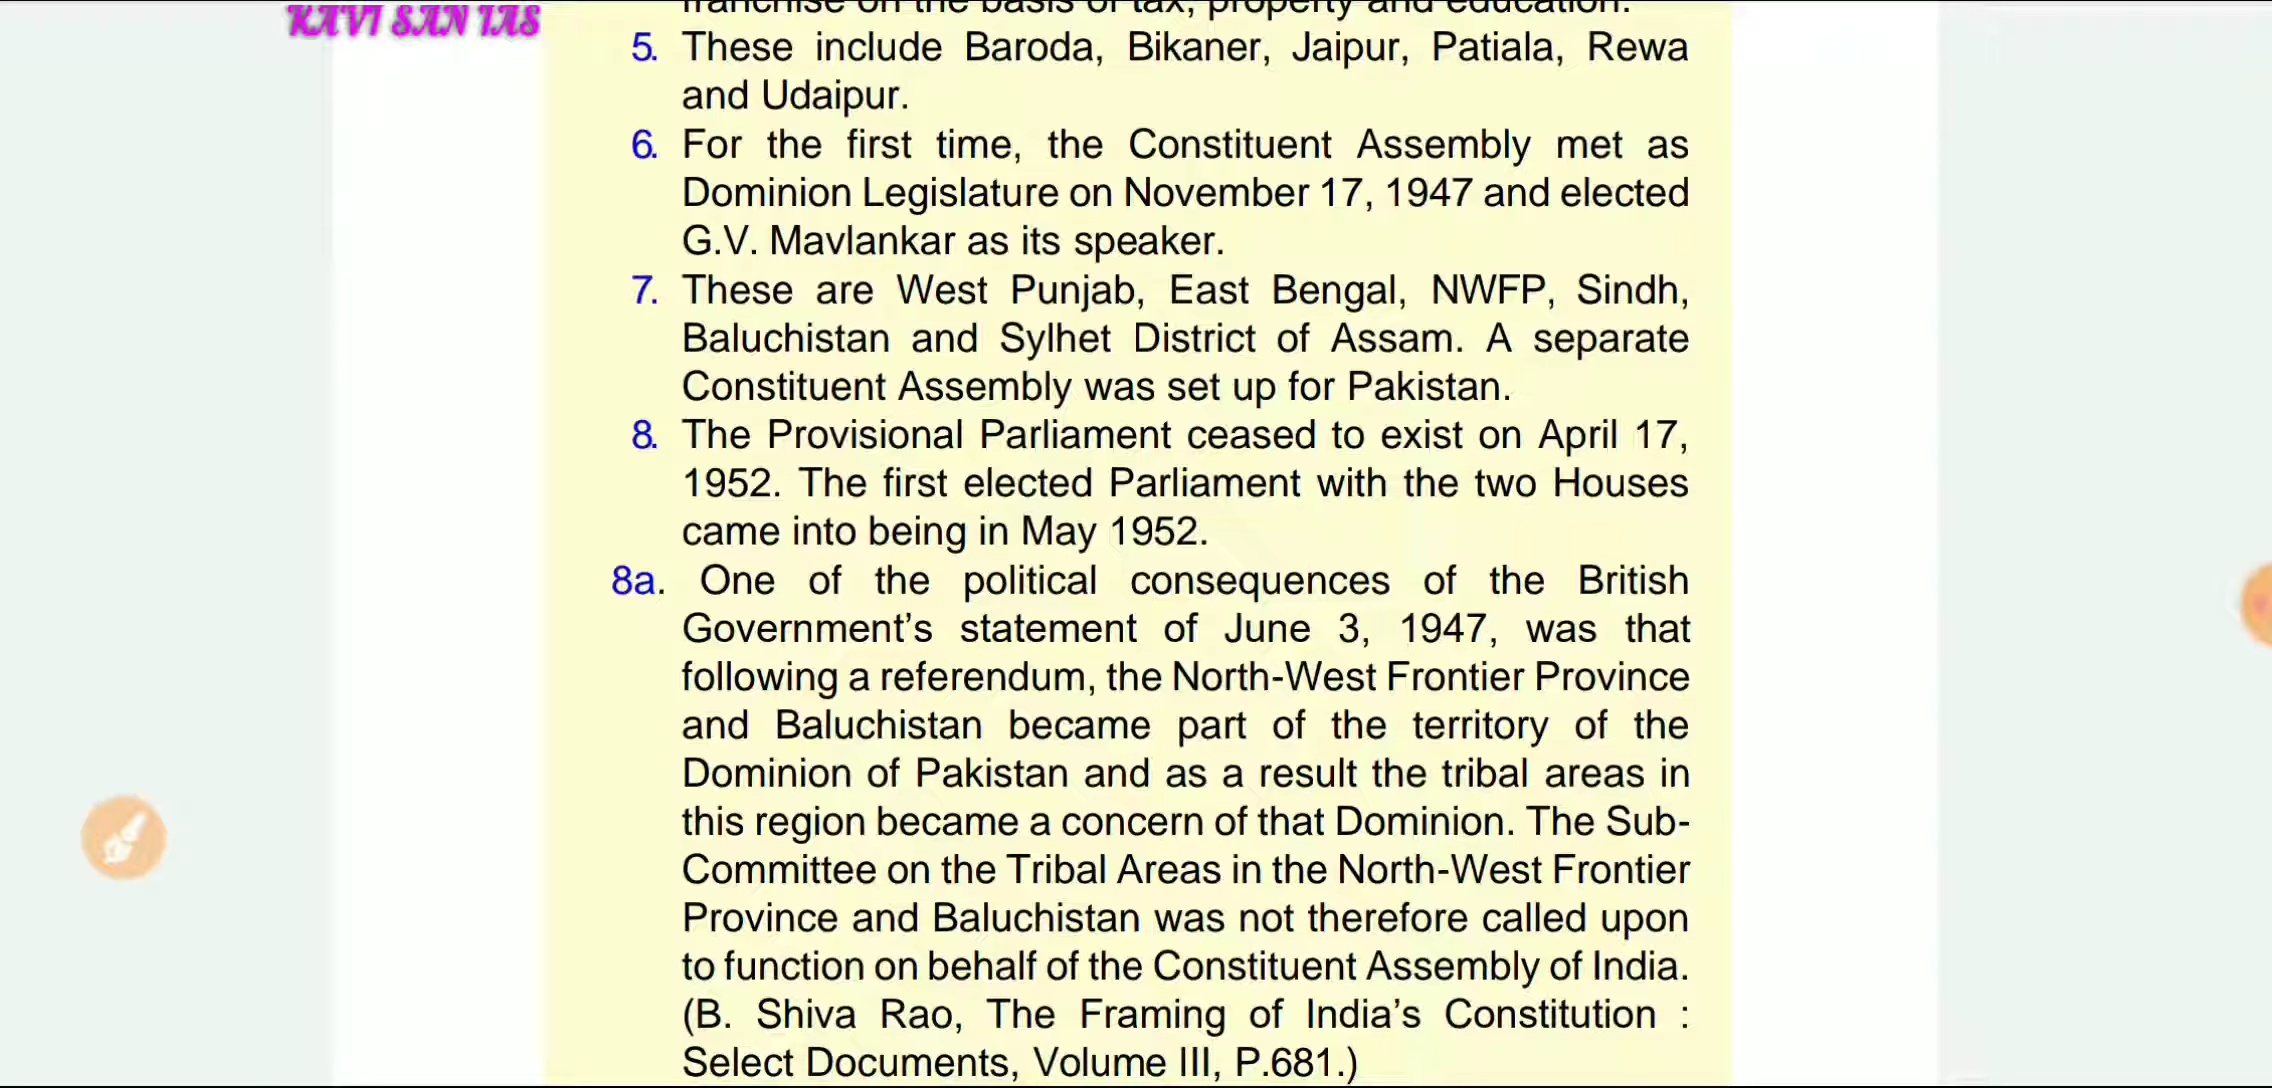 KAVI SAN IAS
franchise on the basis of tax, property and education.
5. These include Baroda, Bikaner, Jaipur, Patiala, Rewa
and Udaipur.
6. For the first time, the Constituent Assembly met as
Dominion Legislature on November 17, 1947 and elected
G.V. Mavlankar as its speaker.
7. These are West Punjab, East Bengal, NWFP, Sindh,
Baluchistan and Sylhet District of Assam. A separate
Constituent Assembly was set up for Pakistan.
8. The Provisional Parliament ceased to exist on April 17,
1952. The first elected Parliament with the two Houses
came into being in May 1952.
8a. One of the political consequences of the British
Government’s statement of June 3, 1947, was that
following a referendum, the North-West Frontier Province
and Baluchistan became part of the territory of the
Dominion of Pakistan and as a result the tribal areas in
this region became a concern of that Dominion. The Sub-
Committee on the Tribal Areas in the North-West Frontier
Province and Baluchistan was not therefore called upon
to function on behalf of the Constituent Assembly of India.
(B. Shiva Rao, The Framing of India’s Constitution :
Select Documents, Volume III, P.681.)